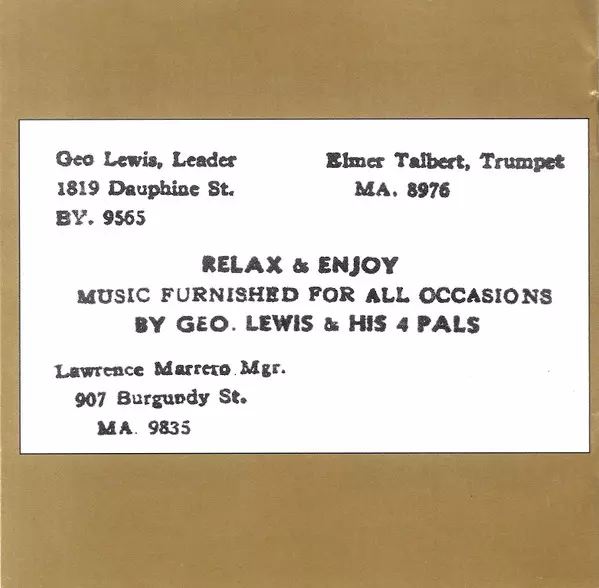 Geo Lewis, Leader
Elmer Talbert, Trumpet
1819 Dauphine St.
MA. 8976
BY. 9565
RELAX & ENJOY
MUSIC FURNISHED FOR ALL OCCASIONS
BY GEO. LEWIS & HIS 4 PALS
Lawrence Marrero Mgr.
907 Burgundy St.
MA. 9835